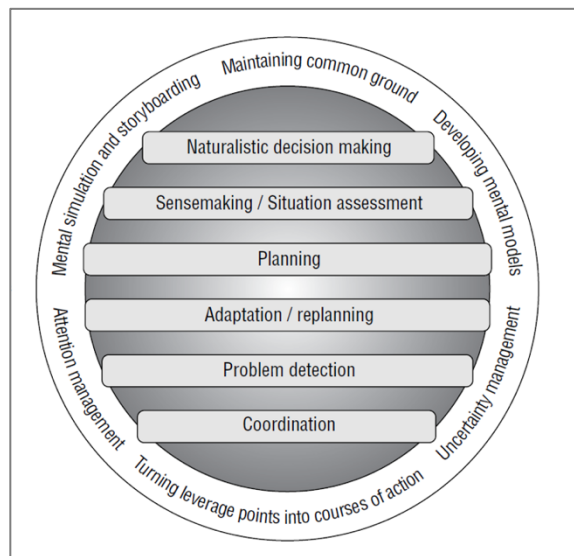 Maintaining common ground
Mental simulation and storyboarding
Developing mental models
Naturalistic decision making
Sensemaking / Situation assessment
Planning
Adaptation / replanning
Problem detection
Coordination
Attention management
Uncertainty management
Turning leverage points into courses of action